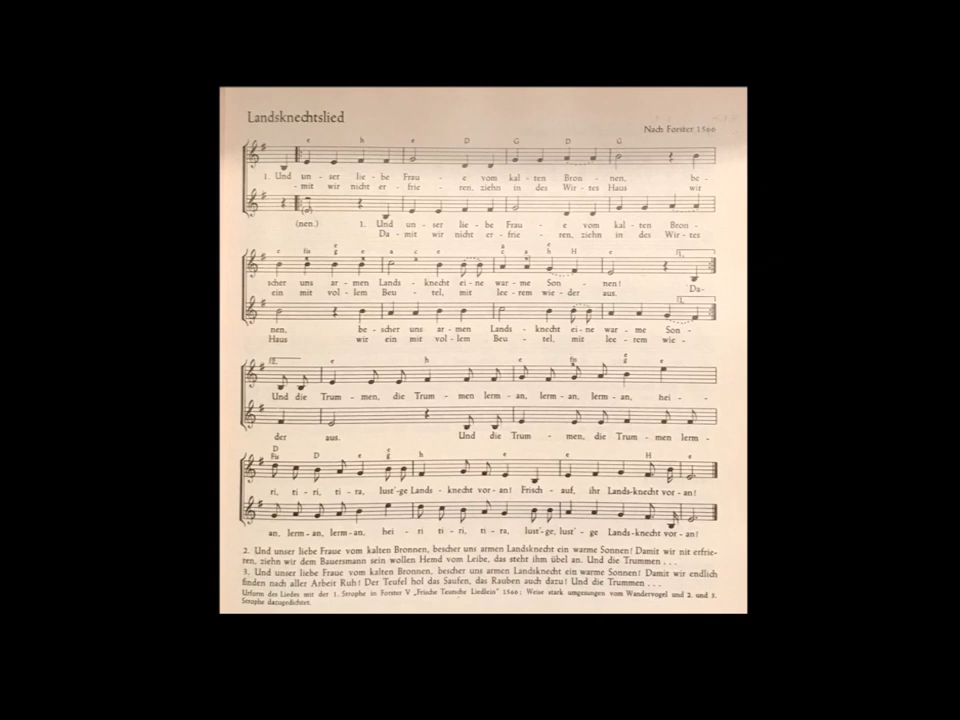 Landsknechtslied
Nach Forster 1566
e h e D G D G
1. Und un - ser lie - be Frau - e vom kal - ten Bron - nen, be -
- mit wir nicht er - frie - ren, ziehn in des Wir - tes Haus wir
(nen.) 1. Und un - ser lie - be Frau - e vom kal - ten Bron -
Da - mit wir nicht er - frie - ren, ziehn in des Wir - tes
scher uns ar - men Lands - knecht ei - ne war - me Son - nen! Da-
ein mit vol - lem Beu - tel, mit lee - rem wie - der aus.
nen, be - scher uns ar - men Lands - knecht ei - ne war - me Son -
Haus wir ein mit vol - lem Beu - tel, mit lee - rem wie -
Und die Trum - men, die Trum - men lerm - an, lerm - an, lerm - an, hei -
der aus. Und die Trum - men, die Trum - men lerm -
ri, ti - ri, ti - ra, lust'-ge Lands - knecht vor - an! Frisch - auf, ihr Lands-knecht vor - an!
an, lerm - an, lerm - an, hei - ri ti - ri, ti - ra, lust'-ge, lust' - ge Lands-knecht vor - an!
2. Und unser liebe Fraue vom kalten Bronnen, bescher uns armen Landsknecht ein warme Sonnen! Damit wir nit erfrie-
ren, ziehn wir dem Bauersmann sein wollen Hemd vom Leibe, das steht ihm übel an. Und die Trummen . . .
3. Und unser liebe Fraue vom kalten Bronnen, bescher uns armen Landsknecht ein warme Sonnen! Damit wir endlich
finden nach aller Arbeit Ruh! Der Teufel hol das Saufen, das Rauben auch dazu! Und die Trummen . . .
Urform des Liedes mit der 1. Strophe in Forster V „Frische Teutsche Liedlein" 1566; Weise stark umgesungen vom Wandervogel und 2. und 3.
Strophe dazugedichtet.